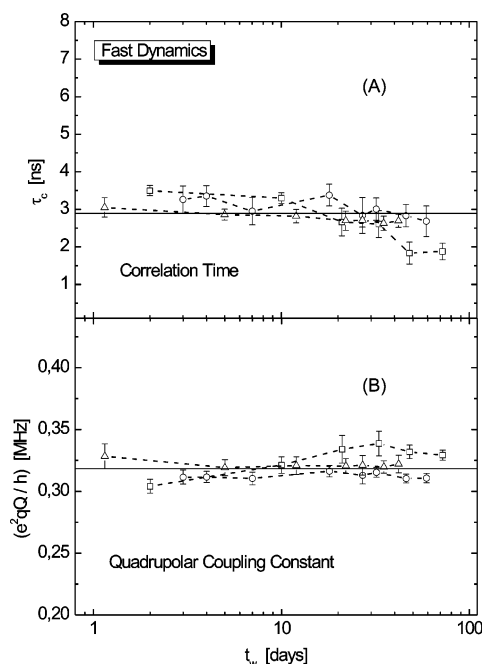 8
Fast Dynamics
7
(A)
6
5
τc [ns]
4
3
2
1
Correlation Time
0,40
(B)
0,35
(e²qQ / h) [MHz]
0,30
0,25
Quadrupolar Coupling Constant
0,20
1 10 100
tw [days]